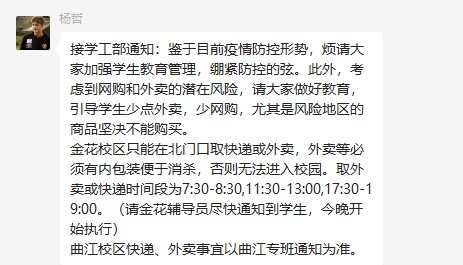 杨哲
接学工部通知：鉴于目前疫情防控形势，烦请大
家加强学生教育管理，绷紧防控的弦。此外，考
虑到网购和外卖的潜在风险，请大家做好教育，
引导学生少点外卖，少网购，尤其是风险地区的
商品坚决不能购买。
金花校区只能在北门口取快递或外卖，外卖等必
须有内包装便于消杀，否则无法进入校园。取外
卖或快递时间段为7:30-8:30,11:30-13:00,17:30-1
9:00。（请金花辅导员尽快通知到学生，今晚开
始执行）
曲江校区快递、外卖事宜以曲江专班通知为准。